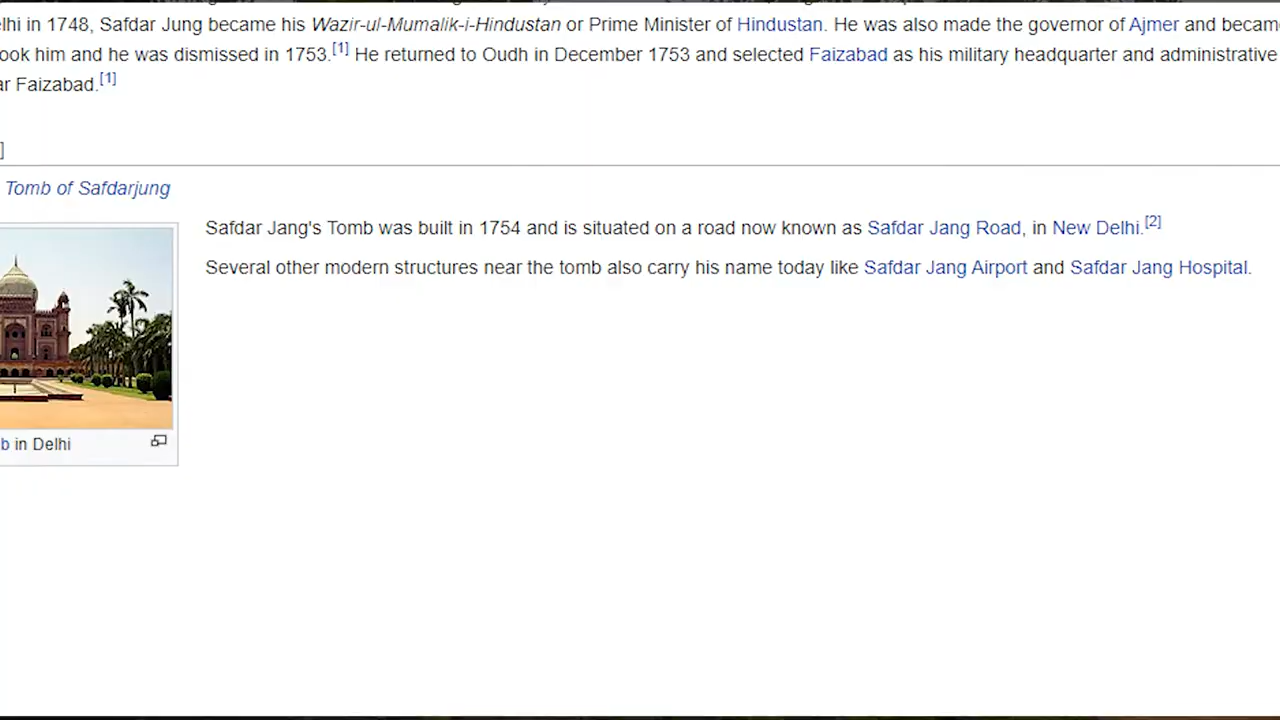 lhi in 1748, Safdar Jung became his Wazir-ul-Mumalik-i-Hindustan or Prime Minister of Hindustan. He was also made the governor of Ajmer and becam
ook him and he was dismissed in 1753.[1] He returned to Oudh in December 1753 and selected Faizabad as his military headquarter and administrative
ar Faizabad.[1]
]
Tomb of Safdarjung
Safdar Jang's Tomb was built in 1754 and is situated on a road now known as Safdar Jang Road, in New Delhi.[2]
Several other modern structures near the tomb also carry his name today like Safdar Jang Airport and Safdar Jang Hospital.
b in Delhi